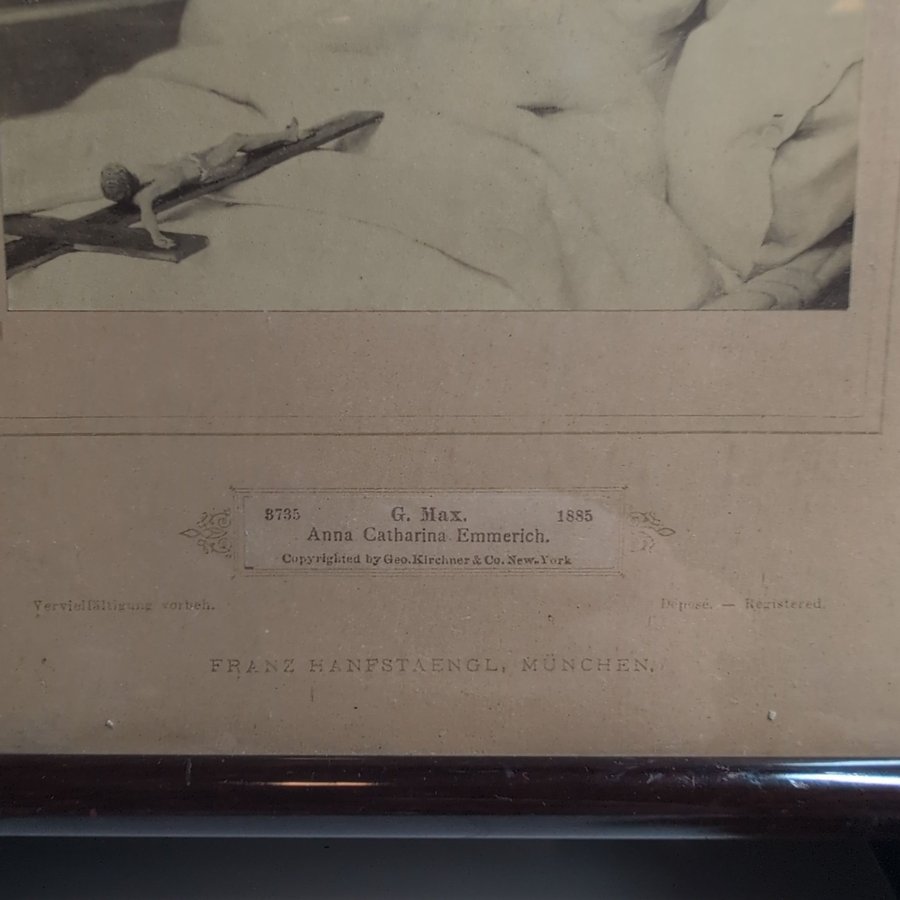 3735 G. Max. 1885
Anna Catharina Emmerich.
Copyrighted by Geo. Kirchner & Co. New-York
Vervielfältigung vorbeh. Deposé. — Registered.
FRANZ HANFSTAENGL, MÜNCHEN.